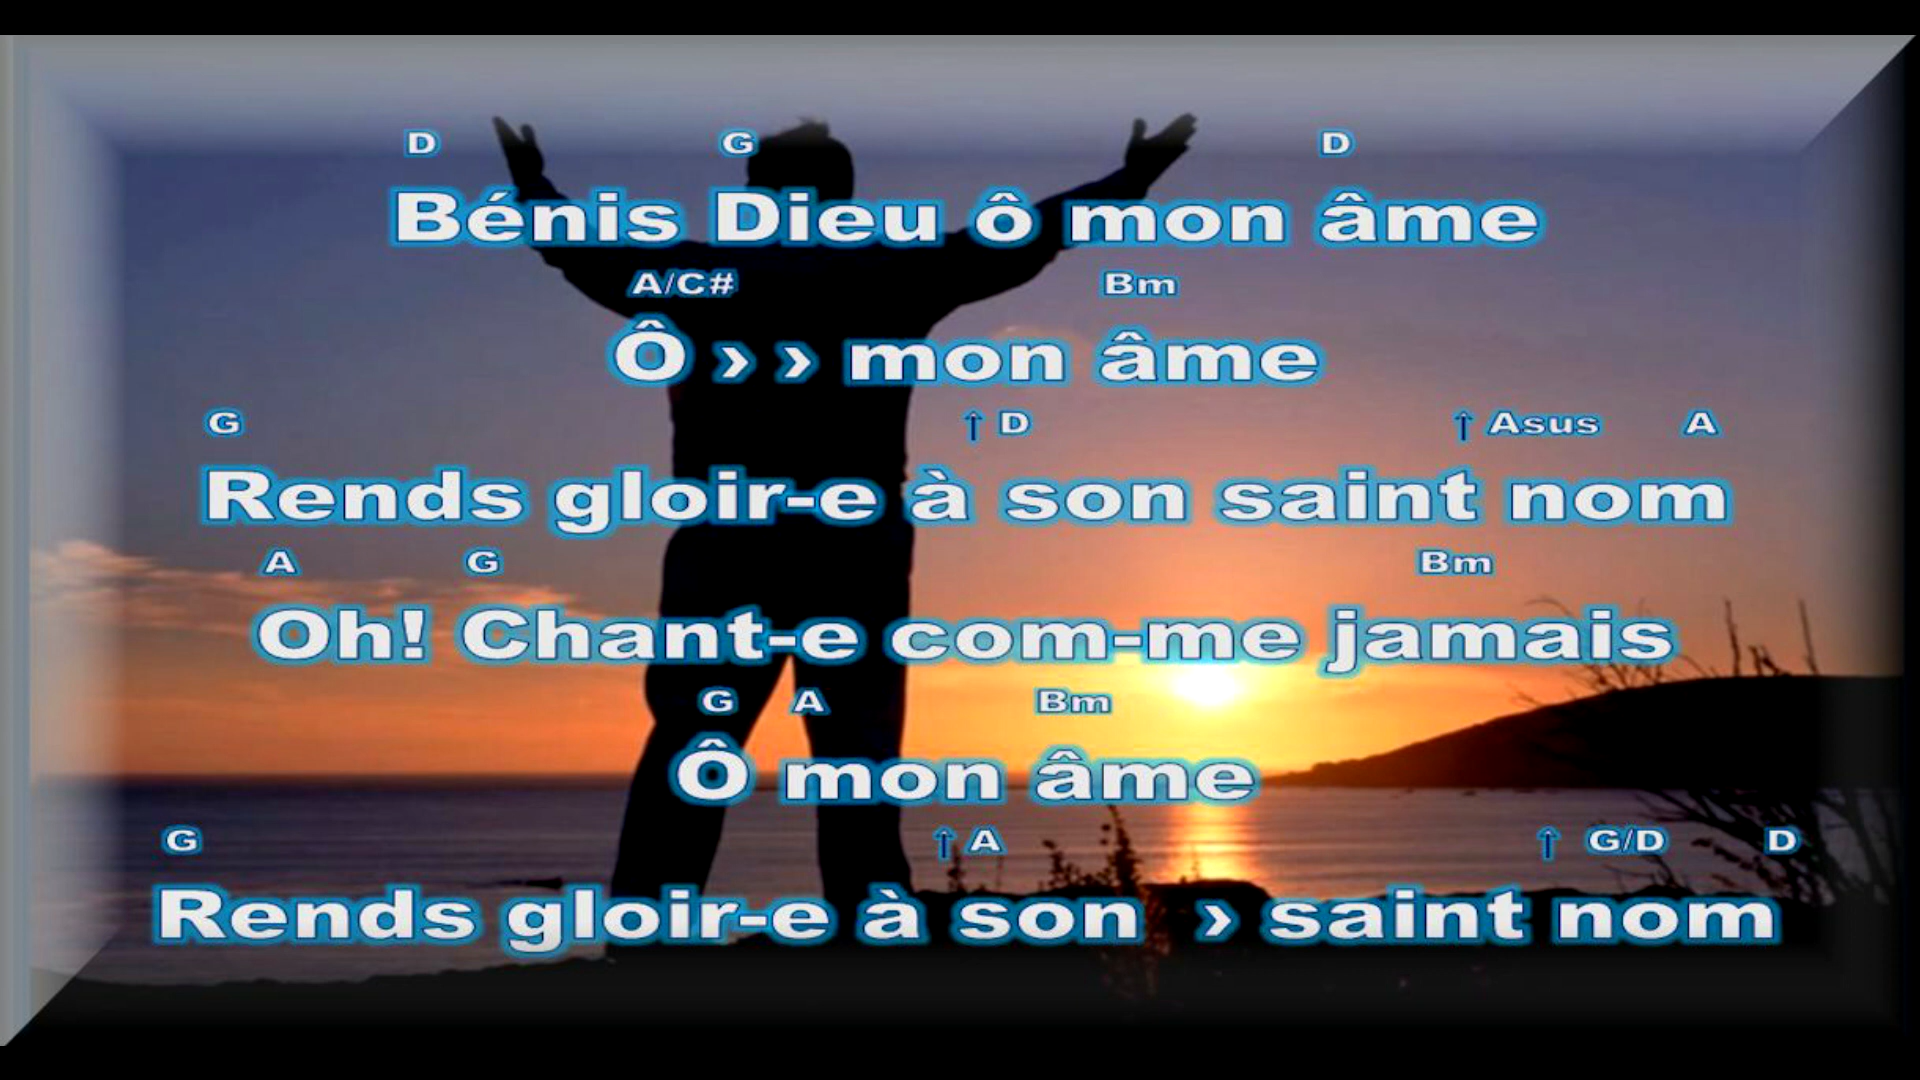 D G D
Bénis Dieu ô mon âme
A/C# Bm
Ô › › mon âme
G ↑ D ↑ Asus A
Rends gloir-e à son saint nom
A G Bm
Oh! Chant-e com-me jamais
G A Bm
Ô mon âme
G ↑ A ↑ G/D D
Rends gloir-e à son › saint nom